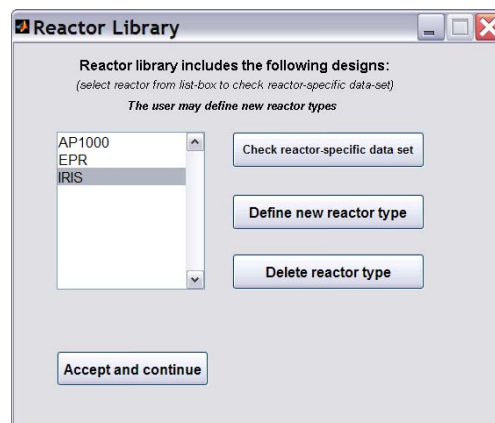 Reactor Library
Reactor library includes the following designs:
(select reactor from list-box to check reactor-specific data-set)
The user may define new reactor types
AP1000
EPR
IRIS
Check reactor-specific data set
Define new reactor type
Delete reactor type
Accept and continue